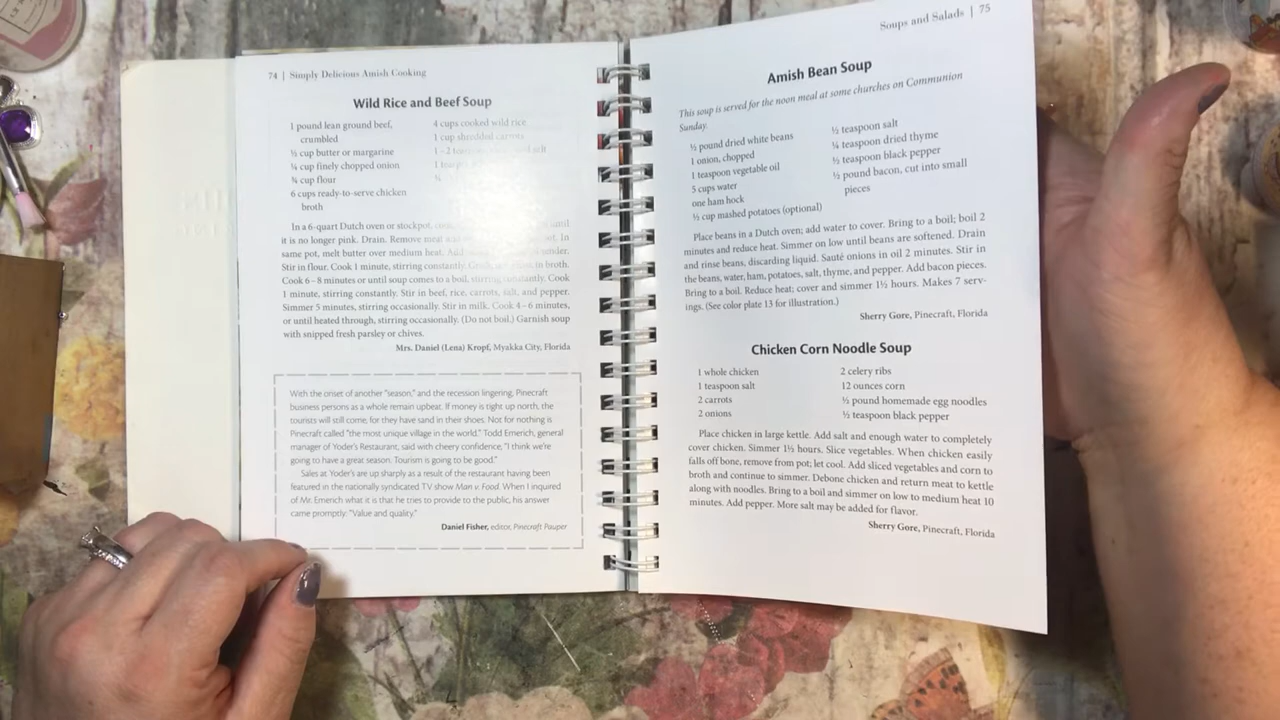 74 | Simply Delicious Amish Cooking
Wild Rice and Beef Soup
1 pound lean ground beef,
crumbled
⅓ cup butter or margarine
¼ cup finely chopped onion
¾ cup flour
6 cups ready-to-serve chicken
broth
4 cups cooked wild rice
1 cup shredded carrots
1–2 salt
1
¼
In a 6-quart Dutch oven or stockpot, until
it is no longer pink. Drain. Remove meat In
same pot, melt butter over medium heat.
Stir in flour. Cook 1 minute, stirring constantly. in broth.
Cook 6–8 minutes or until soup comes to a boil, stirring constantly. Cook
1 minute, stirring constantly. Stir in beef, rice, carrots, salt, and pepper.
Simmer 5 minutes, stirring occasionally. Stir in milk. Cook 4–6 minutes,
or until heated through, stirring occasionally. (Do not boil.) Garnish soup
with snipped fresh parsley or chives.
Mrs. Daniel (Lena) Kropf, Myakka City, Florida
With the onset of another "season," and the recession lingering, Pinecraft
business persons as a whole remain upbeat. If money is tight up north, the
tourists will still come, for they have sand in their shoes. Not for nothing is
Pinecraft called "the most unique village in the world." Todd Emerich, general
manager of Yoder's Restaurant, said with cheery confidence, "I think we're
going to have a great season. Tourism is going to be good."
Sales at Yoder's are up sharply as a result of the restaurant having been
featured in the nationally syndicated TV show Man v. Food. When I inquired
of Mr. Emerich what it is that he tries to provide to the public, his answer
came promptly: "Value and quality."
Daniel Fisher, editor, Pinecraft Pauper
Soups and Salads | 75
Amish Bean Soup
This soup is served for the noon meal at some churches on Communion
Sunday.
½ pound dried white beans
1 onion, chopped
1 teaspoon vegetable oil
5 cups water
one ham hock
½ cup mashed potatoes (optional)
½ teaspoon salt
¼ teaspoon dried thyme
½ teaspoon black pepper
½ pound bacon, cut into small
pieces
Place beans in a Dutch oven; add water to cover. Bring to a boil; boil 2
minutes and reduce heat. Simmer on low until beans are softened. Drain
and rinse beans, discarding liquid. Sauté onions in oil 2 minutes. Stir in
the beans, water, ham, potatoes, salt, thyme, and pepper. Add bacon pieces.
Bring to a boil. Reduce heat; cover and simmer 1½ hours. Makes 7 serv-
ings. (See color plate 13 for illustration.)
Sherry Gore, Pinecraft, Florida
Chicken Corn Noodle Soup
1 whole chicken
1 teaspoon salt
2 carrots
2 onions
2 celery ribs
12 ounces corn
½ pound homemade egg noodles
½ teaspoon black pepper
Place chicken in large kettle. Add salt and enough water to completely
cover chicken. Simmer 1½ hours. Slice vegetables. When chicken easily
falls off bone, remove from pot; let cool. Add sliced vegetables and corn to
broth and continue to simmer. Debone chicken and return meat to kettle
along with noodles. Bring to a boil and simmer on low to medium heat 10
minutes. Add pepper. More salt may be added for flavor.
Sherry Gore, Pinecraft, Florida